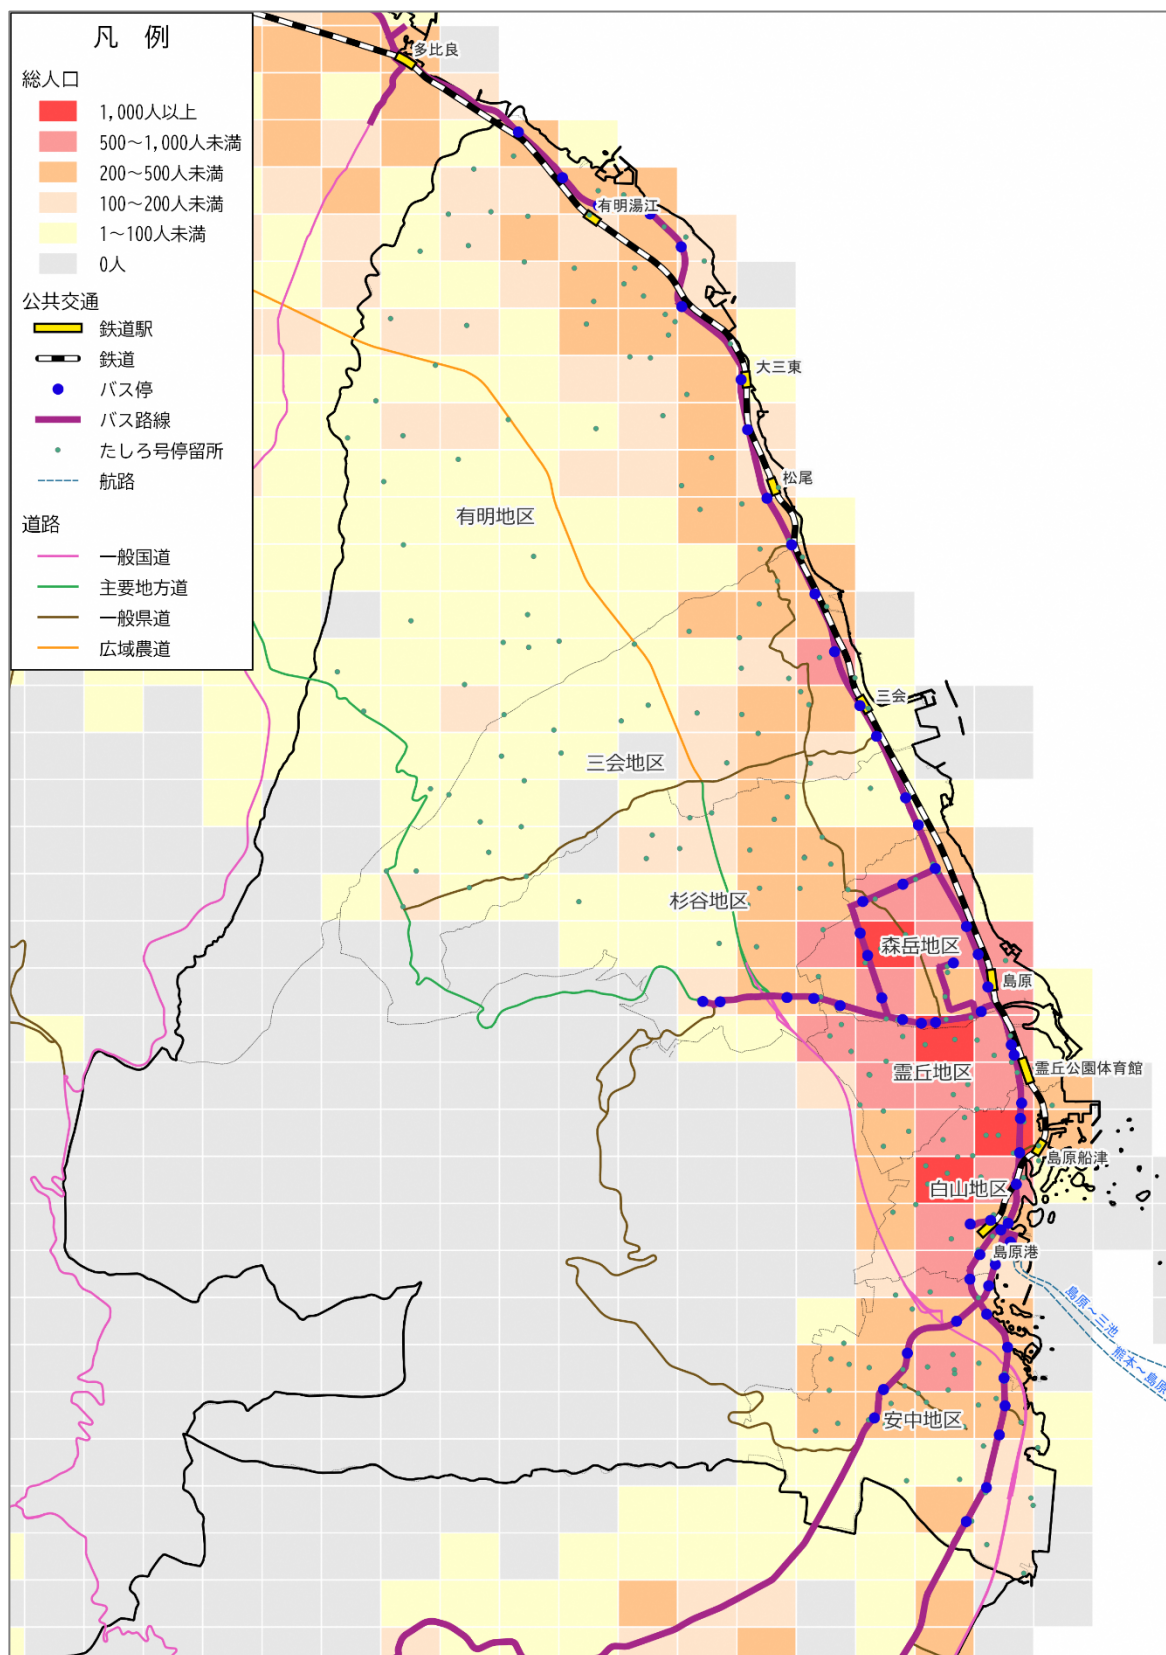 凡 例
総人口
1,000人以上
500～1,000人未満
200～500人未満
100～200人未満
1～100人未満
0人
公共交通
鉄道駅
鉄道
バス停
バス路線
たしろ号停留所
航路
道路
一般国道
主要地方道
一般県道
広域農道
多比良
有明湯江
大三東
松尾
有明地区
三会
三会地区
杉谷地区
森岳地区
島原
霊丘地区
霊丘公園体育館
島原船津
白山地区
島原港
島原～三池
熊本～島原
安中地区